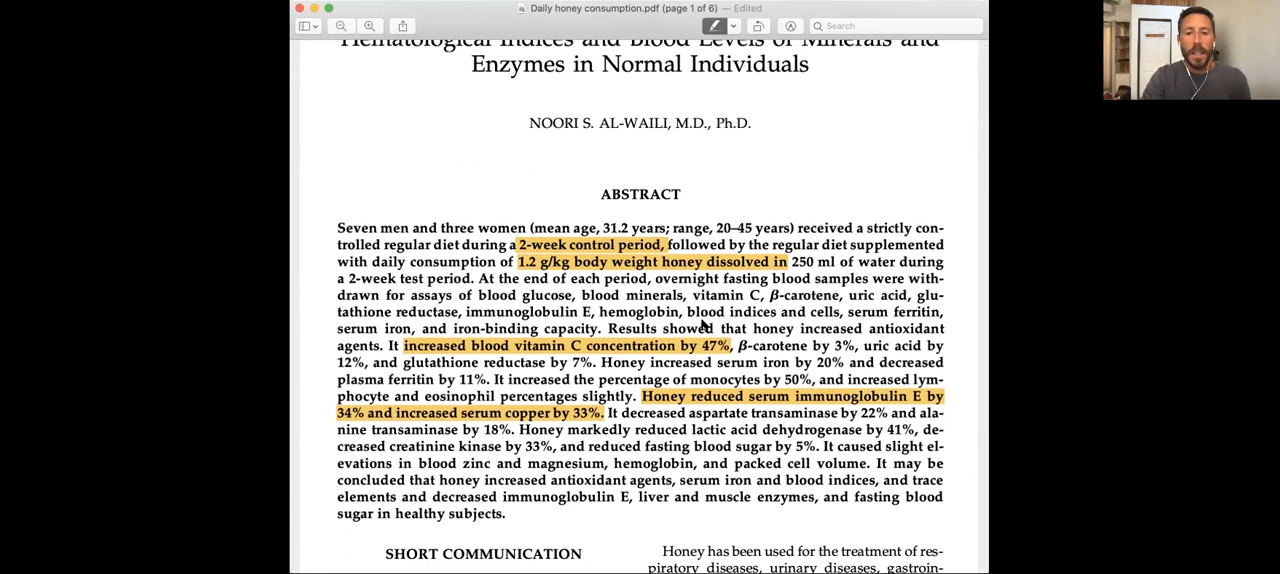 Daily honey consumption.pdf (page 1 of 6) — Edited
Search
Hematological Indices and Blood Levels of Minerals and
Enzymes in Normal Individuals
NOORI S. AL-WAILI, M.D., Ph.D.
ABSTRACT
Seven men and three women (mean age, 31.2 years; range, 20–45 years) received a strictly con-
trolled regular diet during a 2-week control period, followed by the regular diet supplemented
with daily consumption of 1.2 g/kg body weight honey dissolved in 250 ml of water during
a 2-week test period. At the end of each period, overnight fasting blood samples were with-
drawn for assays of blood glucose, blood minerals, vitamin C, β-carotene, uric acid, glu-
tathione reductase, immunoglobulin E, hemoglobin, blood indices and cells, serum ferritin,
serum iron, and iron-binding capacity. Results showed that honey increased antioxidant
agents. It increased blood vitamin C concentration by 47%, β-carotene by 3%, uric acid by
12%, and glutathione reductase by 7%. Honey increased serum iron by 20% and decreased
plasma ferritin by 11%. It increased the percentage of monocytes by 50%, and increased lym-
phocyte and eosinophil percentages slightly. Honey reduced serum immunoglobulin E by
34% and increased serum copper by 33%. It decreased aspartate transaminase by 22% and ala-
nine transaminase by 18%. Honey markedly reduced lactic acid dehydrogenase by 41%, de-
creased creatinine kinase by 33%, and reduced fasting blood sugar by 5%. It caused slight el-
evations in blood zinc and magnesium, hemoglobin, and packed cell volume. It may be
concluded that honey increased antioxidant agents, serum iron and blood indices, and trace
elements and decreased immunoglobulin E, liver and muscle enzymes, and fasting blood
sugar in healthy subjects.
SHORT COMMUNICATION
Honey has been used for the treatment of res-
piratory diseases, urinary diseases, gastroin-